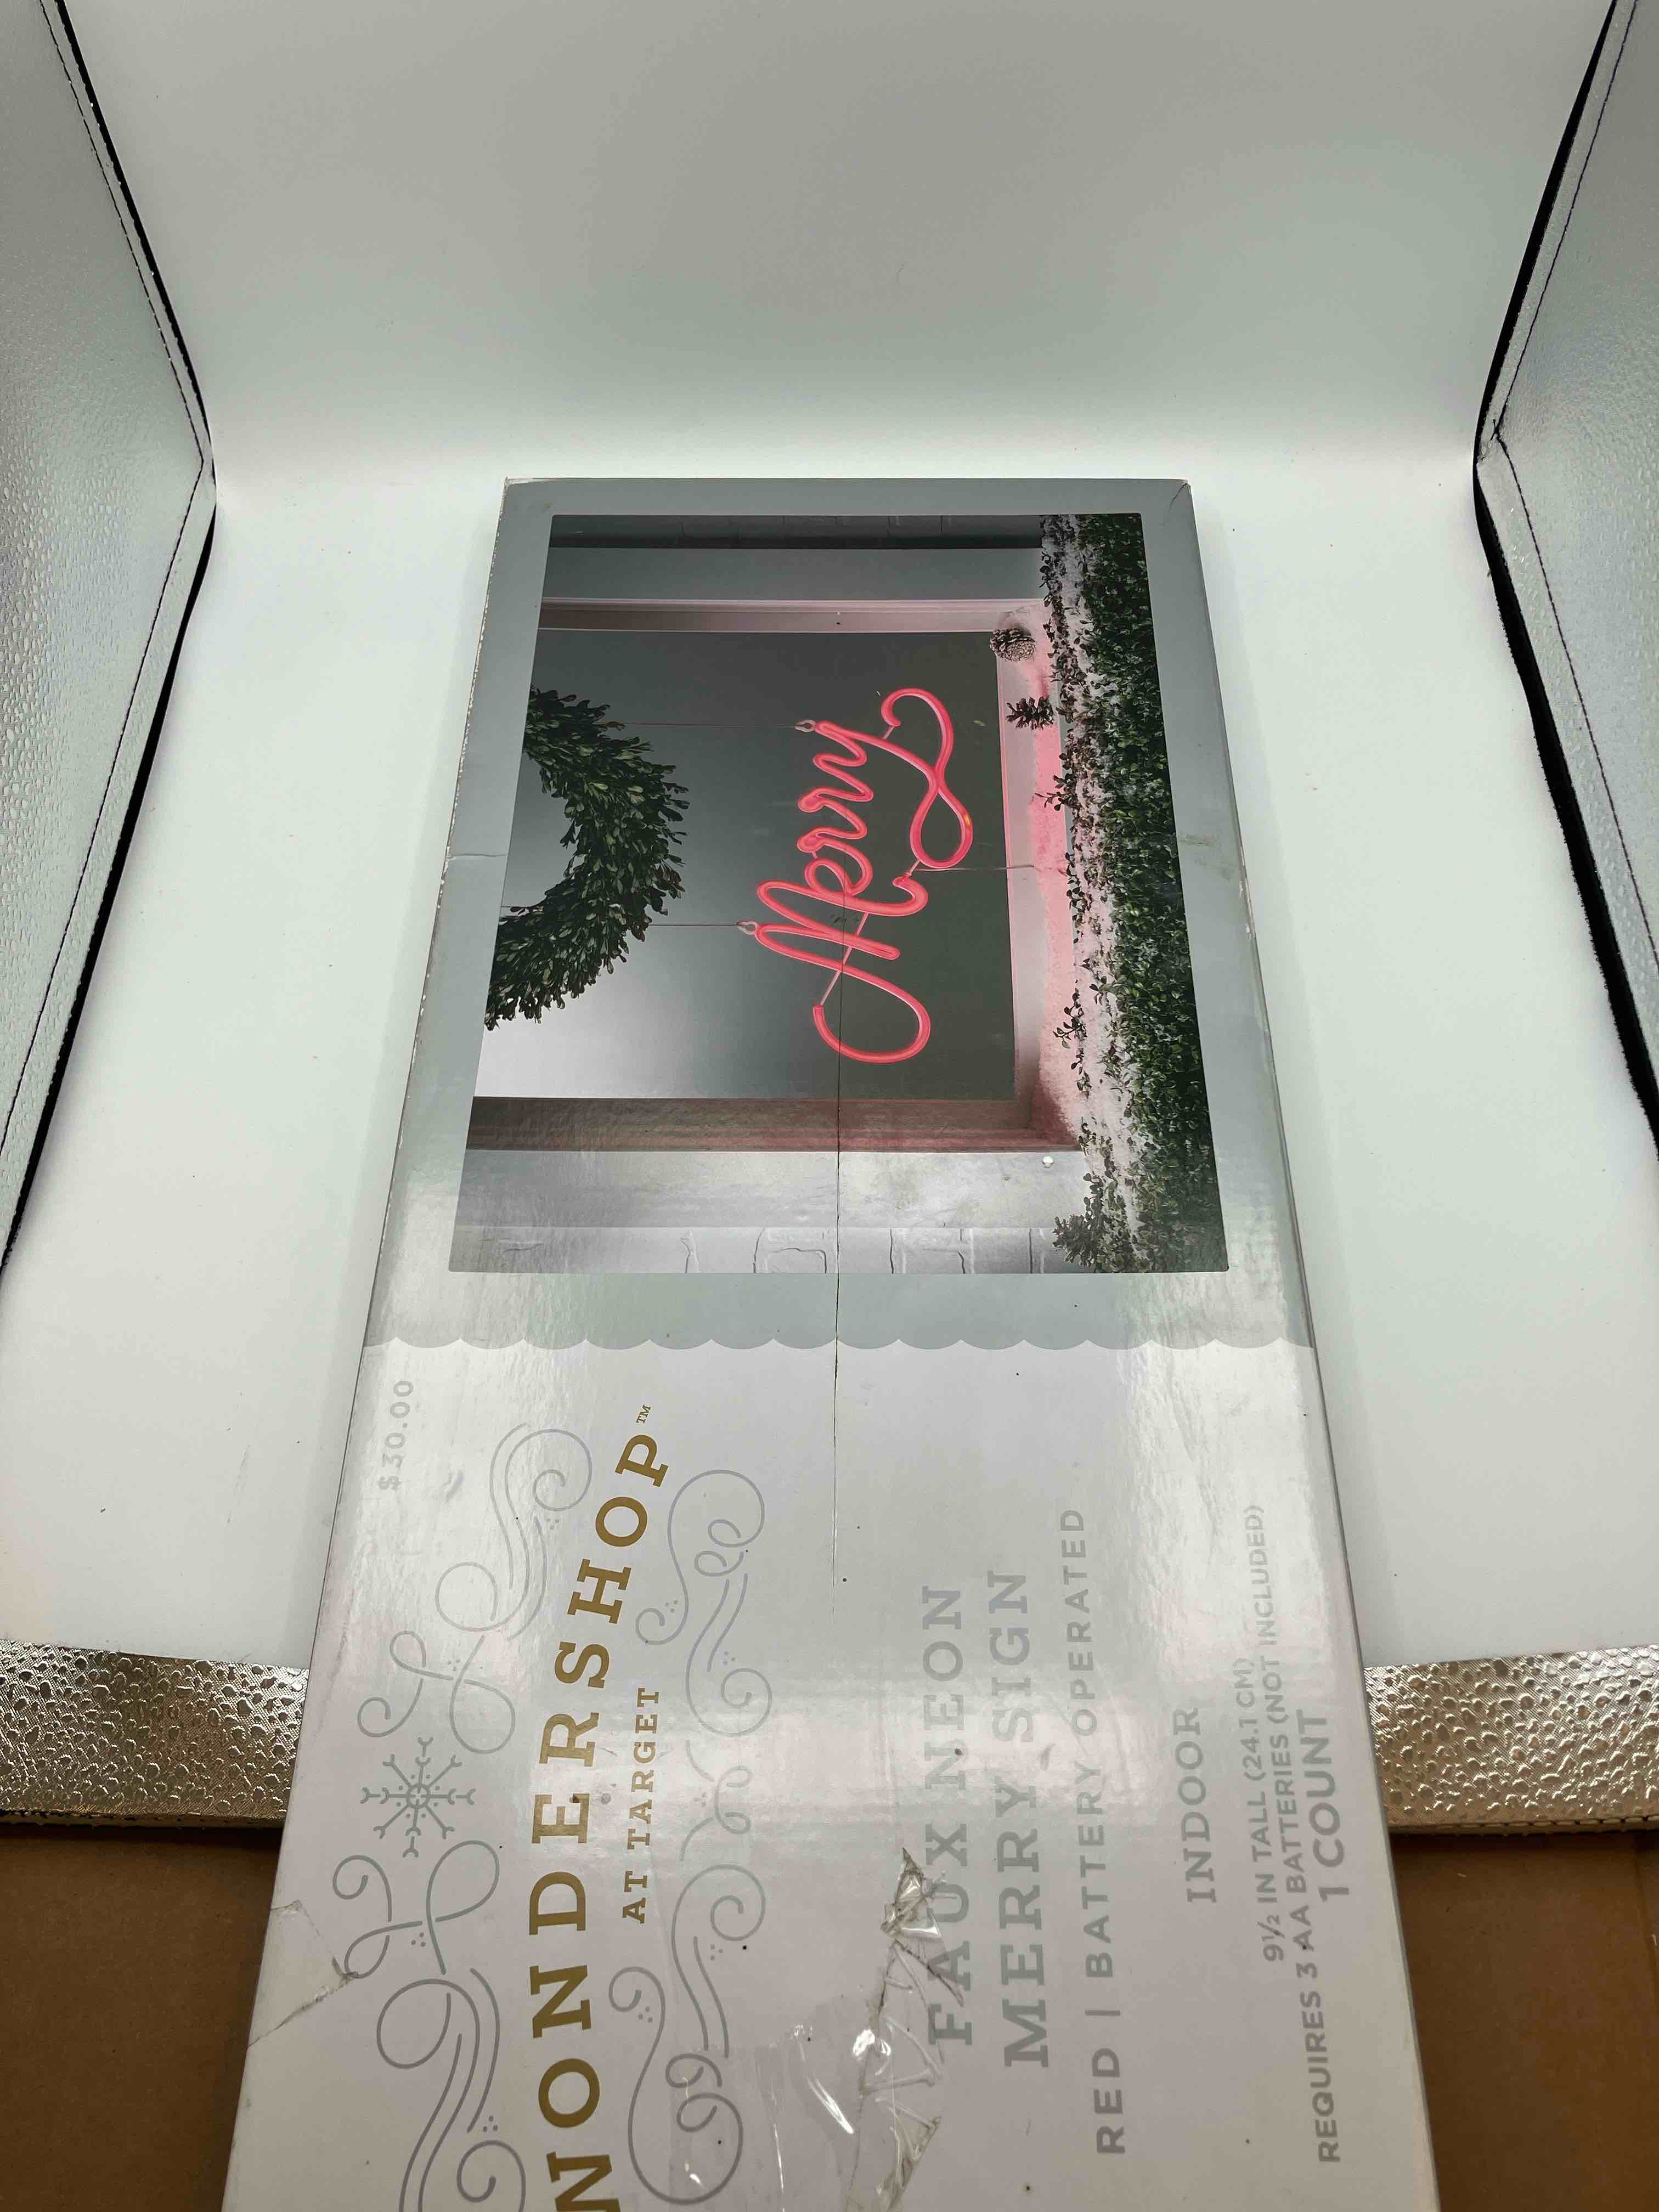 $30.00
WONDERSHOP™
AT TARGET
FAUX NEON
MERRY SIGN
RED | BATTERY OPERATED
INDOOR
9½ IN TALL (24.1 CM)
REQUIRES 3 AA BATTERIES (NOT INCLUDED)
1 COUNT
Merry